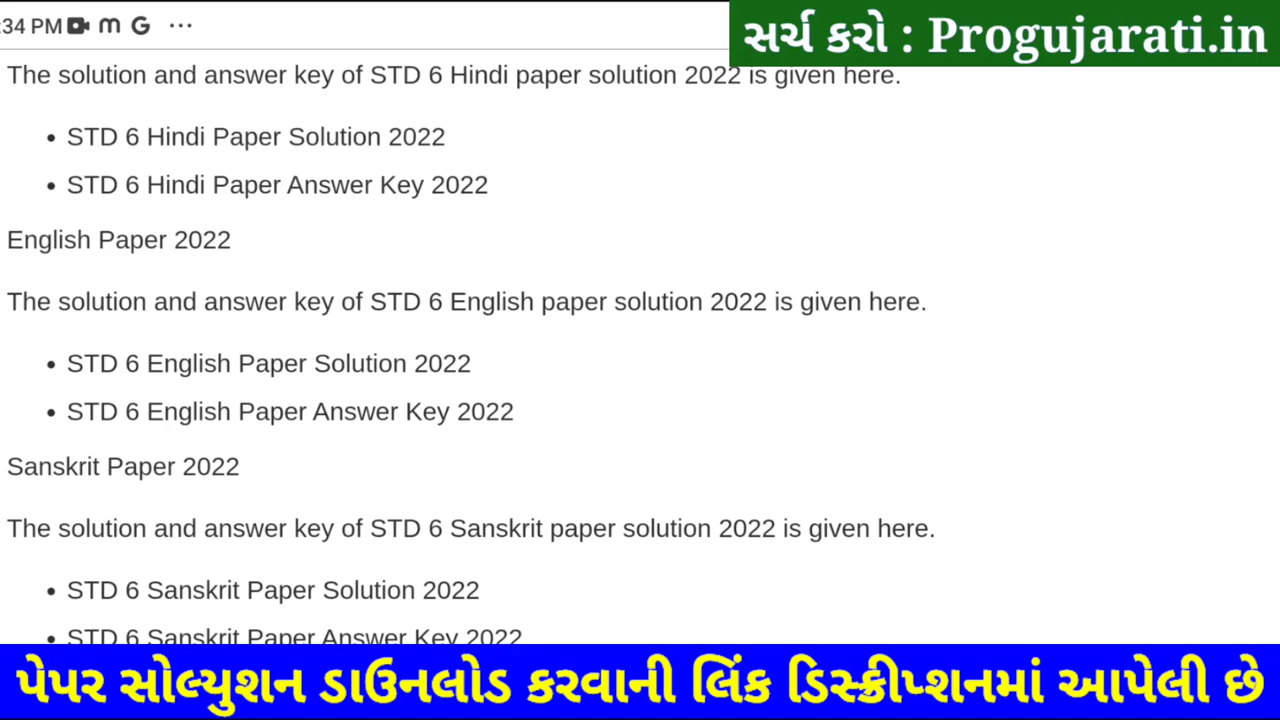 :34 PM m G ...
સર્ચ કરો : Progujarati.in
The solution and answer key of STD 6 Hindi paper solution 2022 is given here.
• STD 6 Hindi Paper Solution 2022
• STD 6 Hindi Paper Answer Key 2022
English Paper 2022
The solution and answer key of STD 6 English paper solution 2022 is given here.
• STD 6 English Paper Solution 2022
• STD 6 English Paper Answer Key 2022
Sanskrit Paper 2022
The solution and answer key of STD 6 Sanskrit paper solution 2022 is given here.
• STD 6 Sanskrit Paper Solution 2022
• STD 6 Sanskrit Paper Answer Key 2022
પેપર સોલ્યુશન ડાઉનલોડ કરવાની લિંક ડિસ્ક્રીપ્શનમાં આપેલી છે